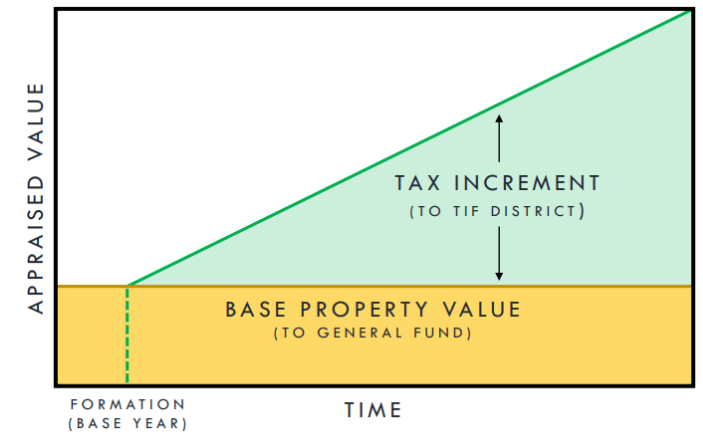 APPRAISED VALUE
TAX INCREMENT
(TO TIF DISTRICT)
BASE PROPERTY VALUE
(TO GENERAL FUND)
FORMATION
(BASE YEAR)
TIME